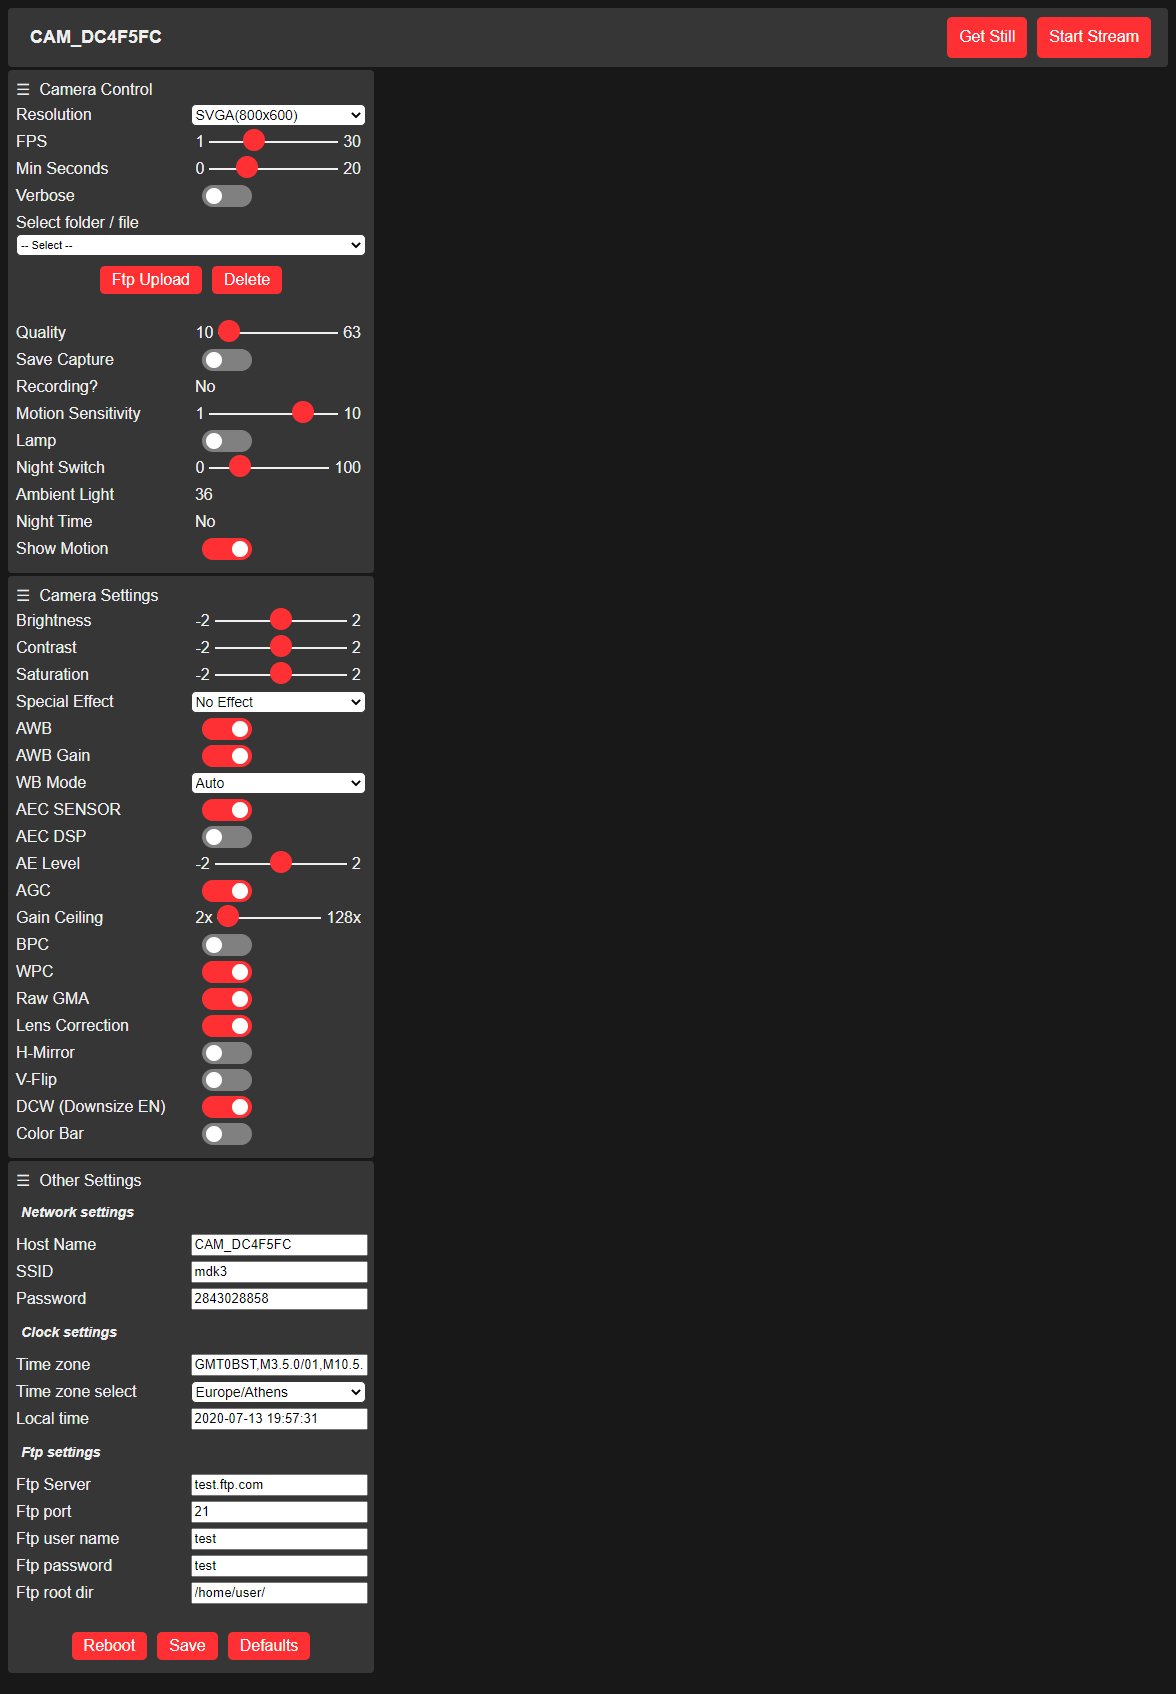 CAM_DC4F5FC
Get Still Start Stream
☰ Camera Control
Resolution SVGA(800x600)
FPS 1 30
Min Seconds 0 20
Verbose
Select folder / file
-- Select --
Ftp Upload Delete
Quality 10 63
Save Capture
Recording? No
Motion Sensitivity 1 10
Lamp
Night Switch 0 100
Ambient Light 36
Night Time No
Show Motion
☰ Camera Settings
Brightness -2 2
Contrast -2 2
Saturation -2 2
Special Effect No Effect
AWB
AWB Gain
WB Mode Auto
AEC SENSOR
AEC DSP
AE Level -2 2
AGC
Gain Ceiling 2x 128x
BPC
WPC
Raw GMA
Lens Correction
H-Mirror
V-Flip
DCW (Downsize EN)
Color Bar
☰ Other Settings
Network settings
Host Name CAM_DC4F5FC
SSID mdk3
Password 2843028858
Clock settings
Time zone GMT0BST,M3.5.0/01,M10.5.
Time zone select Europe/Athens
Local time 2020-07-13 19:57:31
Ftp settings
Ftp Server test.ftp.com
Ftp port 21
Ftp user name test
Ftp password test
Ftp root dir /home/user/
Reboot Save Defaults